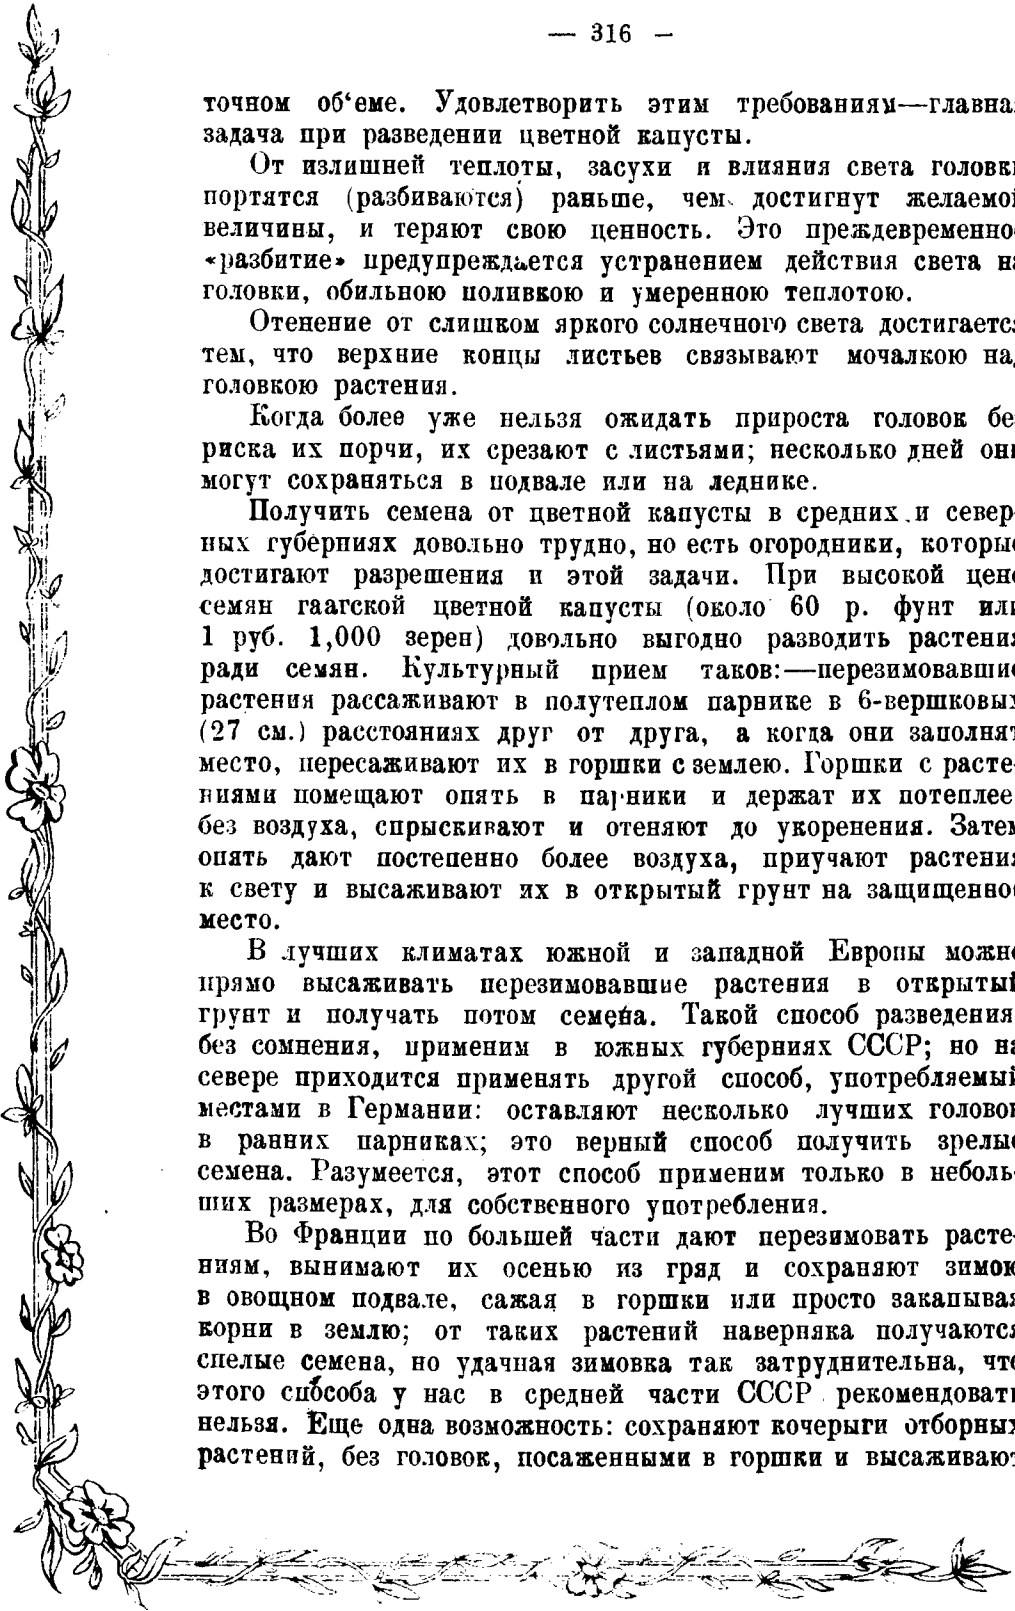 — 316 —
точном об‘еме. Удовлетворить этим требованиям—главна
задача при разведении цветной капусты.
От излишней теплоты, засухи и влияния света головк
портятся (разбиваются) раньше, чем достигнут желаемо
величины, и теряют свою ценность. Это преждевременно
«разбитие» предупреждается устранением действия света н
головки, обильною поливкою и умеренною теплотою.
Отенение от слишком яркого солнечного света достигаетс
тем, что верхние концы листьев связывают мочалкою на
головкою растения.
Когда более уже нельзя ожидать прироста головок бе
риска их порчи, их срезают с листьями; несколько дней он
могут сохраняться в подвале или на леднике.
Получить семена от цветной капусты в средних и север-
ных губерниях довольно трудно, но есть огородники, которы
достигают разрешения и этой задачи. При высокой цен
семян гаагской цветной капусты (около 60 р. фунт ил
1 руб. 1,000 зерен) довольно выгодно разводить растени
ради семян. Культурный прием таков:—перезимовавши
растения рассаживают в полутеплом парнике в 6-вершковы
(27 см.) расстояниях друг от друга, а когда они заполнят
место, пересаживают их в горшки с землею. Горшки с расте-
ниями помещают опять в парники и держат их потеплее
без воздуха, спрыскивают и отеняют до укоренения. Затем
опять дают постепенно более воздуха, приучают растени
к свету и высаживают их в открытый грунт на защищенно
место.
В лучших климатах южной и западной Европы можн
прямо высаживать перезимовавшие растения в открыты
грунт и получать потом семена. Такой способ разведения
без сомнения, применим в южных губерниях СССР; но н
севере приходится применять другой способ, употребляемы
местами в Германии: оставляют несколько лучших голово
в ранних парниках; это верный способ получить зрелы
семена. Разумеется, этот способ применим только в неболь-
ших размерах, для собственного употребления.
Во Франции по большей части дают перезимовать расте-
ниям, вынимают их осенью из гряд и сохраняют зимою
в овощном подвале, сажая в горшки или просто закапыва
корни в землю; от таких растений наверняка получаютс
спелые семена, но удачная зимовка так затруднительна, чт
этого способа у нас в средней части СССР рекомендоват
нельзя. Еще одна возможность: сохраняют кочерыги отборны
растений, без головок, посаженными в горшки и высаживаю